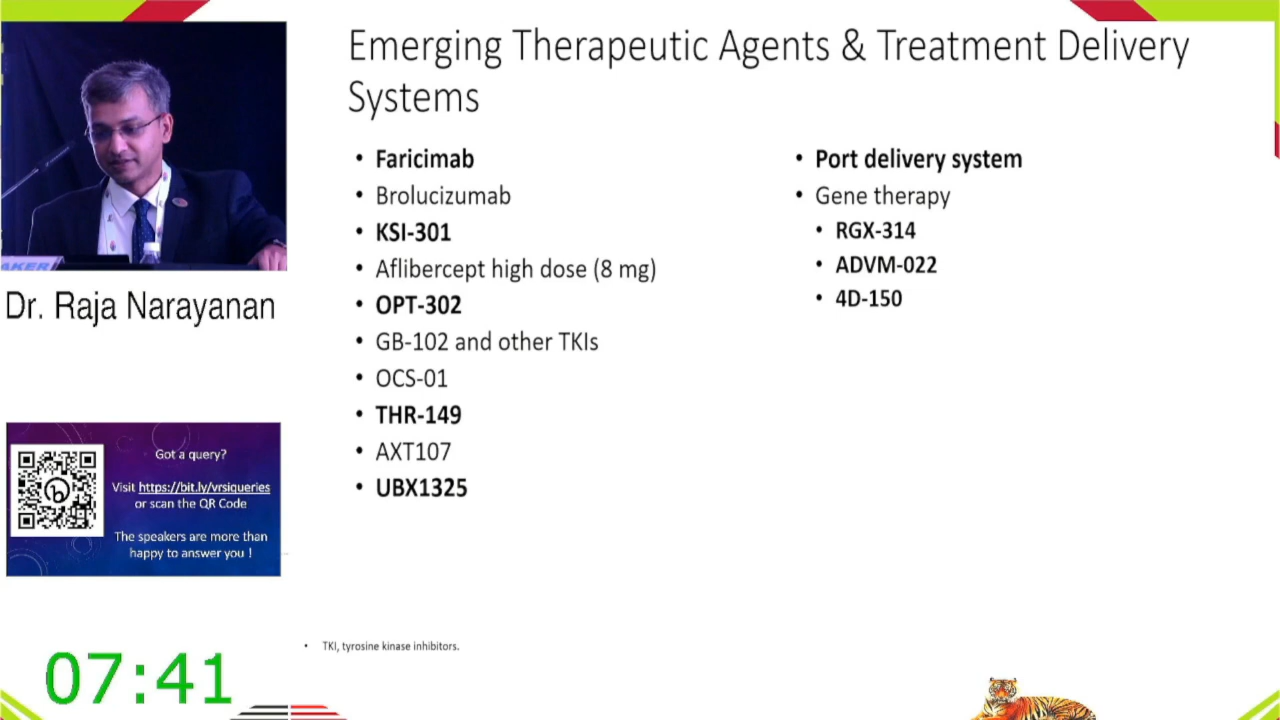 Emerging Therapeutic Agents & Treatment Delivery
Systems
• Faricimab
• Brolucizumab
• KSI-301
• Aflibercept high dose (8 mg)
• OPT-302
• GB-102 and other TKIs
• OCS-01
• THR-149
• AXT107
• UBX1325
• Port delivery system
• Gene therapy
• RGX-314
• ADVM-022
• 4D-150
• TKI, tyrosine kinase inhibitors.
AKER
Dr. Raja Narayanan
Got a query?
Visit https://bit.ly/vrsiqueries
or scan the QR Code
The speakers are more than
happy to answer you !
07:41